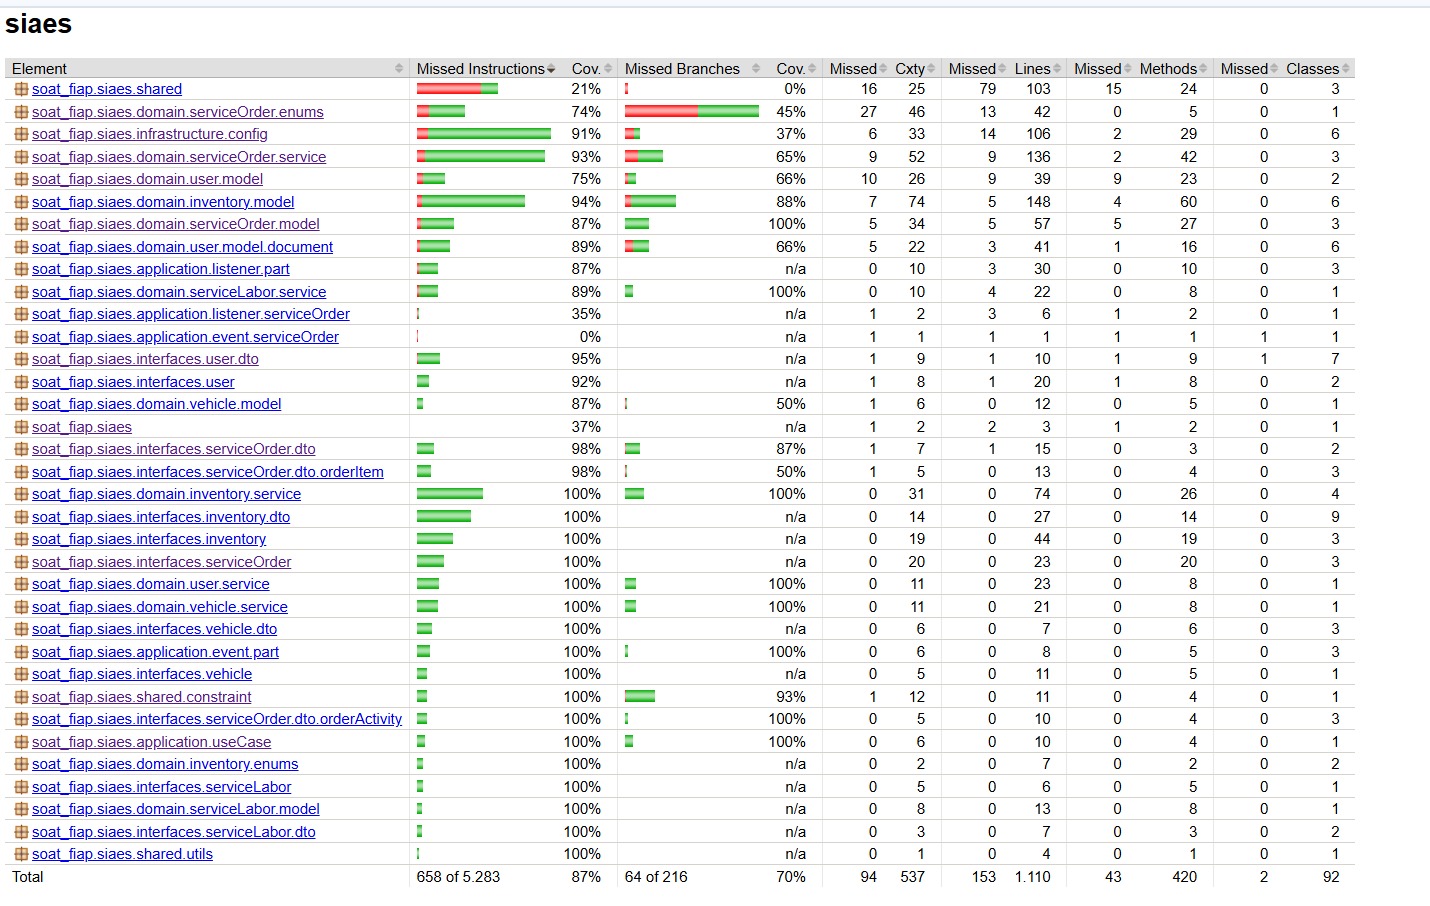 siaes
Element Missed Instructions Cov. Missed Branches Cov. Missed Cxty Missed Lines Missed Methods Missed Classes
soat_fiap.siaes.shared 21% 0% 16 25 79 103 15 24 0 3
soat_fiap.siaes.domain.serviceOrder.enums 74% 45% 27 46 13 42 0 5 0 1
soat_fiap.siaes.infrastructure.config 91% 37% 6 33 14 106 2 29 0 6
soat_fiap.siaes.domain.serviceOrder.service 93% 65% 9 52 9 136 2 42 0 3
soat_fiap.siaes.domain.user.model 75% 66% 10 26 9 39 9 23 0 2
soat_fiap.siaes.domain.inventory.model 94% 88% 7 74 5 148 4 60 0 6
soat_fiap.siaes.domain.serviceOrder.model 87% 100% 5 34 5 57 5 27 0 3
soat_fiap.siaes.domain.user.model.document 89% 66% 5 22 3 41 1 16 0 6
soat_fiap.siaes.application.listener.part 87% n/a 0 10 3 30 0 10 0 3
soat_fiap.siaes.domain.serviceLabor.service 89% 100% 0 10 4 22 0 8 0 1
soat_fiap.siaes.application.listener.serviceOrder 35% n/a 1 2 3 6 1 2 0 1
soat_fiap.siaes.application.event.serviceOrder 0% n/a 1 1 1 1 1 1 1 1
soat_fiap.siaes.interfaces.user.dto 95% n/a 1 9 1 10 1 9 1 7
soat_fiap.siaes.interfaces.user 92% n/a 1 8 1 20 1 8 0 2
soat_fiap.siaes.domain.vehicle.model 87% 50% 1 6 0 12 0 5 0 1
soat_fiap.siaes 37% n/a 1 2 2 3 1 2 0 1
soat_fiap.siaes.interfaces.serviceOrder.dto 98% 87% 1 7 1 15 0 3 0 2
soat_fiap.siaes.interfaces.serviceOrder.dto.orderItem 98% 50% 1 5 0 13 0 4 0 3
soat_fiap.siaes.domain.inventory.service 100% 100% 0 31 0 74 0 26 0 4
soat_fiap.siaes.interfaces.inventory.dto 100% n/a 0 14 0 27 0 14 0 9
soat_fiap.siaes.interfaces.inventory 100% n/a 0 19 0 44 0 19 0 3
soat_fiap.siaes.interfaces.serviceOrder 100% n/a 0 20 0 23 0 20 0 3
soat_fiap.siaes.domain.user.service 100% 100% 0 11 0 23 0 8 0 1
soat_fiap.siaes.domain.vehicle.service 100% 100% 0 11 0 21 0 8 0 1
soat_fiap.siaes.interfaces.vehicle.dto 100% n/a 0 6 0 7 0 6 0 3
soat_fiap.siaes.application.event.part 100% 100% 0 6 0 8 0 5 0 3
soat_fiap.siaes.interfaces.vehicle 100% n/a 0 5 0 11 0 5 0 1
soat_fiap.siaes.shared.constraint 100% 93% 1 12 0 11 0 4 0 1
soat_fiap.siaes.interfaces.serviceOrder.dto.orderActivity 100% 100% 0 5 0 10 0 4 0 3
soat_fiap.siaes.application.useCase 100% 100% 0 6 0 10 0 4 0 1
soat_fiap.siaes.domain.inventory.enums 100% n/a 0 2 0 7 0 2 0 2
soat_fiap.siaes.interfaces.serviceLabor 100% n/a 0 5 0 6 0 5 0 1
soat_fiap.siaes.domain.serviceLabor.model 100% n/a 0 8 0 13 0 8 0 1
soat_fiap.siaes.interfaces.serviceLabor.dto 100% n/a 0 3 0 7 0 3 0 2
soat_fiap.siaes.shared.utils 100% n/a 0 1 0 4 0 1 0 1
Total 658 of 5.283 87% 64 of 216 70% 94 537 153 1.110 43 420 2 92